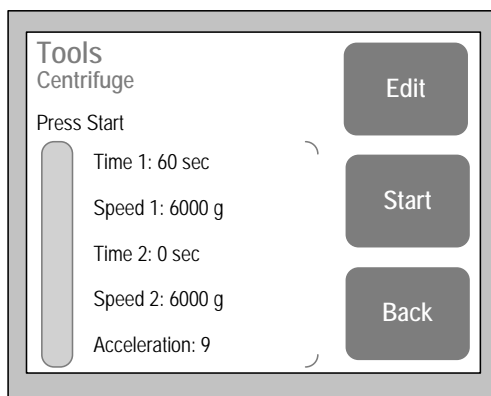 Tools
Centrifuge
Press Start
Time 1: 60 sec
Speed 1: 6000 g
Time 2: 0 sec
Speed 2: 6000 g
Acceleration: 9
Edit
Start
Back